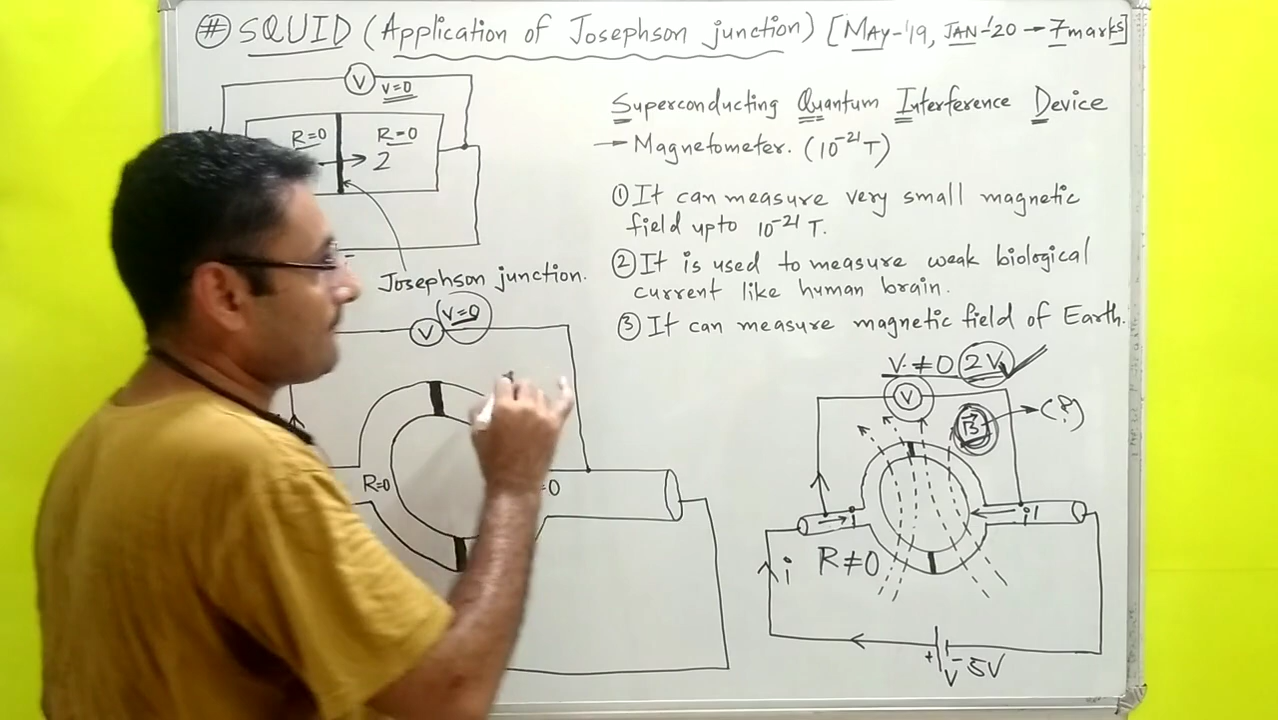 # SQUID (Application of Josephson junction) [MAY-'19, JAN-'20 → 7 marks]
V V=0
R=0 R=0
2
Josephson junction.
V V=0
R=0 =0
Superconducting Quantum Interference Device
→ Magnetometer. (10⁻²¹ T)
① It can measure very small magnetic
field upto 10⁻²¹ T.
② It is used to measure weak biological
current like human brain.
③ It can measure magnetic field of Earth.
V ≠ 0 2V
V
B → (?)
i i'
i R ≠ 0
+ - 5V
V